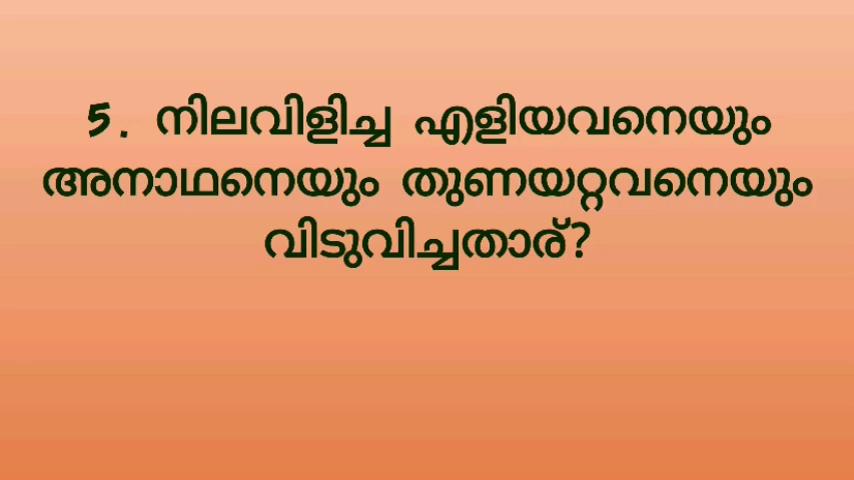 5. നിലവിളിച്ച എളിയവനെയും
അനാഥനെയും തുണയറ്റവനെയും
വിടുവിച്ചതാര്?